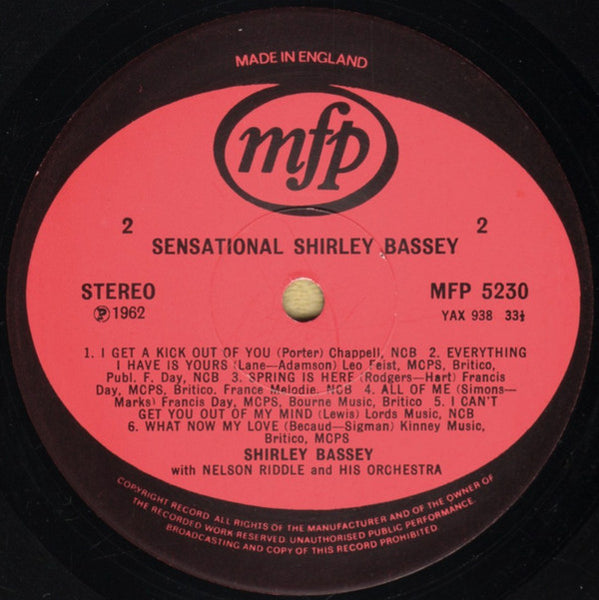 MADE IN ENGLAND
mfp
2 2
SENSATIONAL SHIRLEY BASSEY
STEREO MFP 5230
Ⓟ1962 YAX 938 33⅓
1. I GET A KICK OUT OF YOU (Porter) Chappell, NCB 2. EVERYTHING
I HAVE IS YOURS (Lane—Adamson) Leo Feist, MCPS, Britico,
Publ. F. Day, NCB 3. SPRING IS HERE (Rodgers—Hart) Francis
Day, MCPS, Britico. France Melodie, NCB 4. ALL OF ME (Simons—
Marks) Francis Day, MCPS, Bourne Music, Britico 5. I CAN'T
GET YOU OUT OF MY MIND (Lewis) Lords Music, NCB
6. WHAT NOW MY LOVE (Becaud—Sigman) Kinney Music,
Britico, MCPS
SHIRLEY BASSEY
with NELSON RIDDLE and HIS ORCHESTRA
COPYRIGHT RECORD. ALL RIGHTS OF THE MANUFACTURER AND OF THE OWNER OF
THE RECORDED WORK RESERVED. UNAUTHORISED PUBLIC PERFORMANCE,
BROADCASTING AND COPY OF THIS RECORD PROHIBITED.